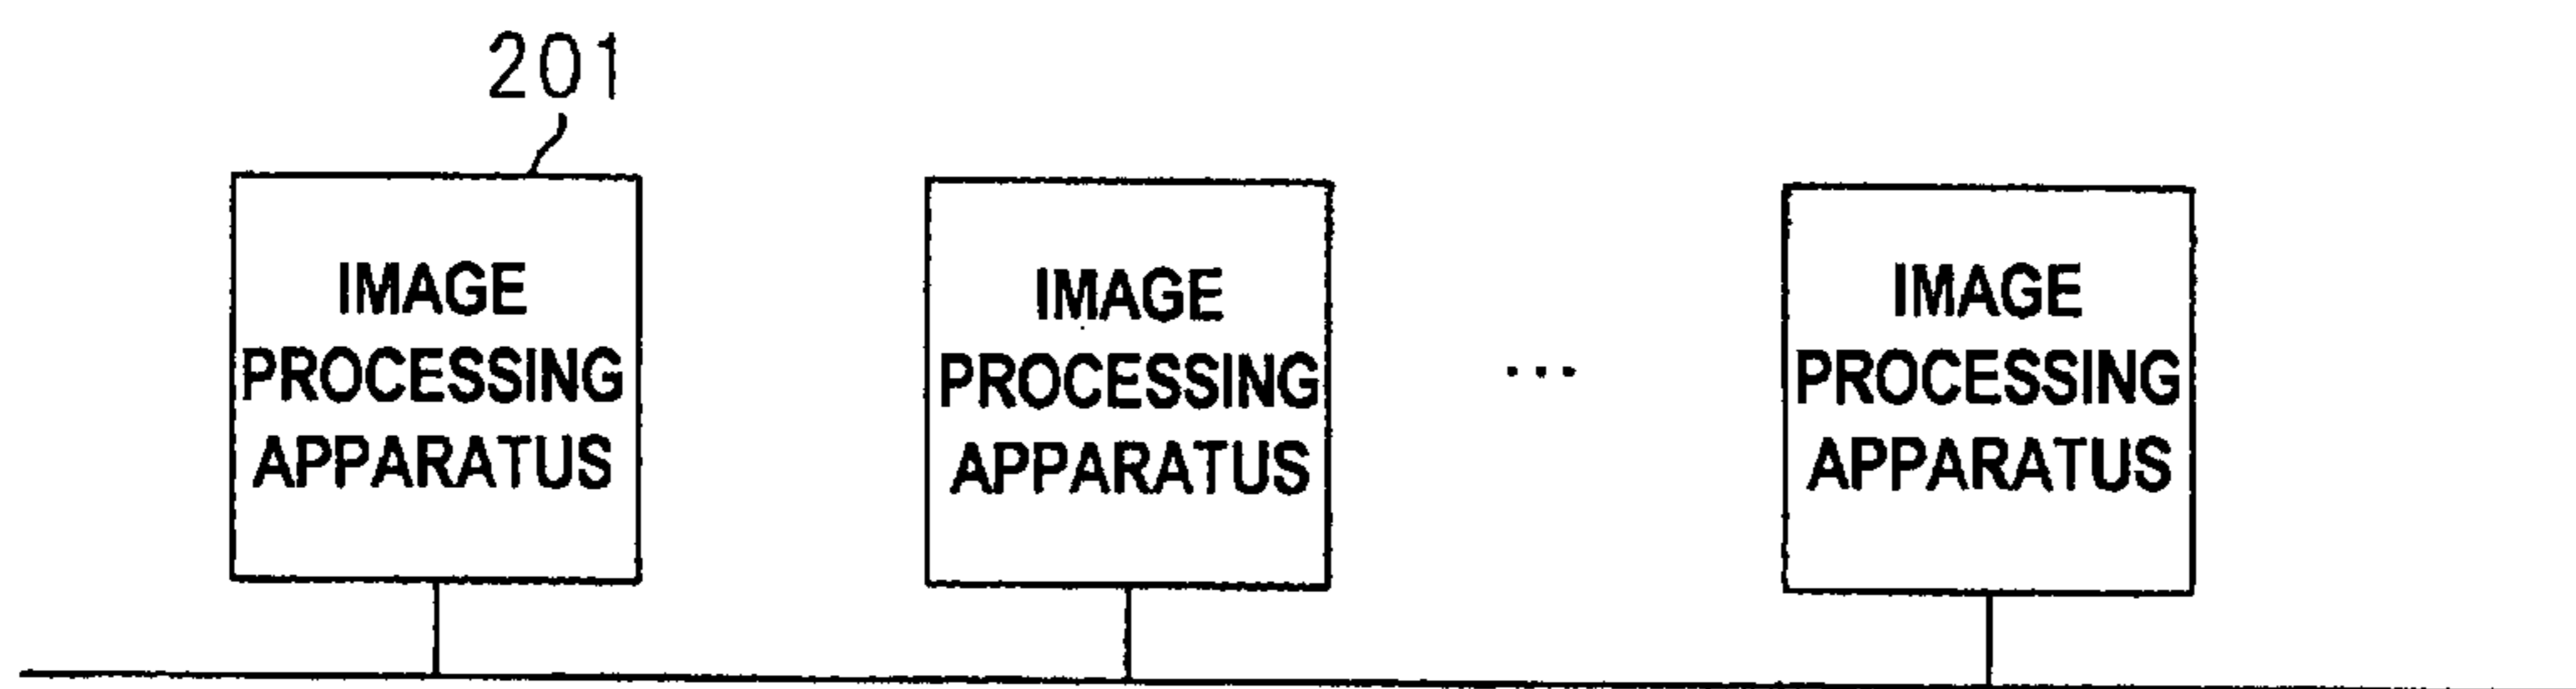 201
IMAGE
PROCESSING
APPARATUS
IMAGE
PROCESSING
APPARATUS
...
IMAGE
PROCESSING
APPARATUS